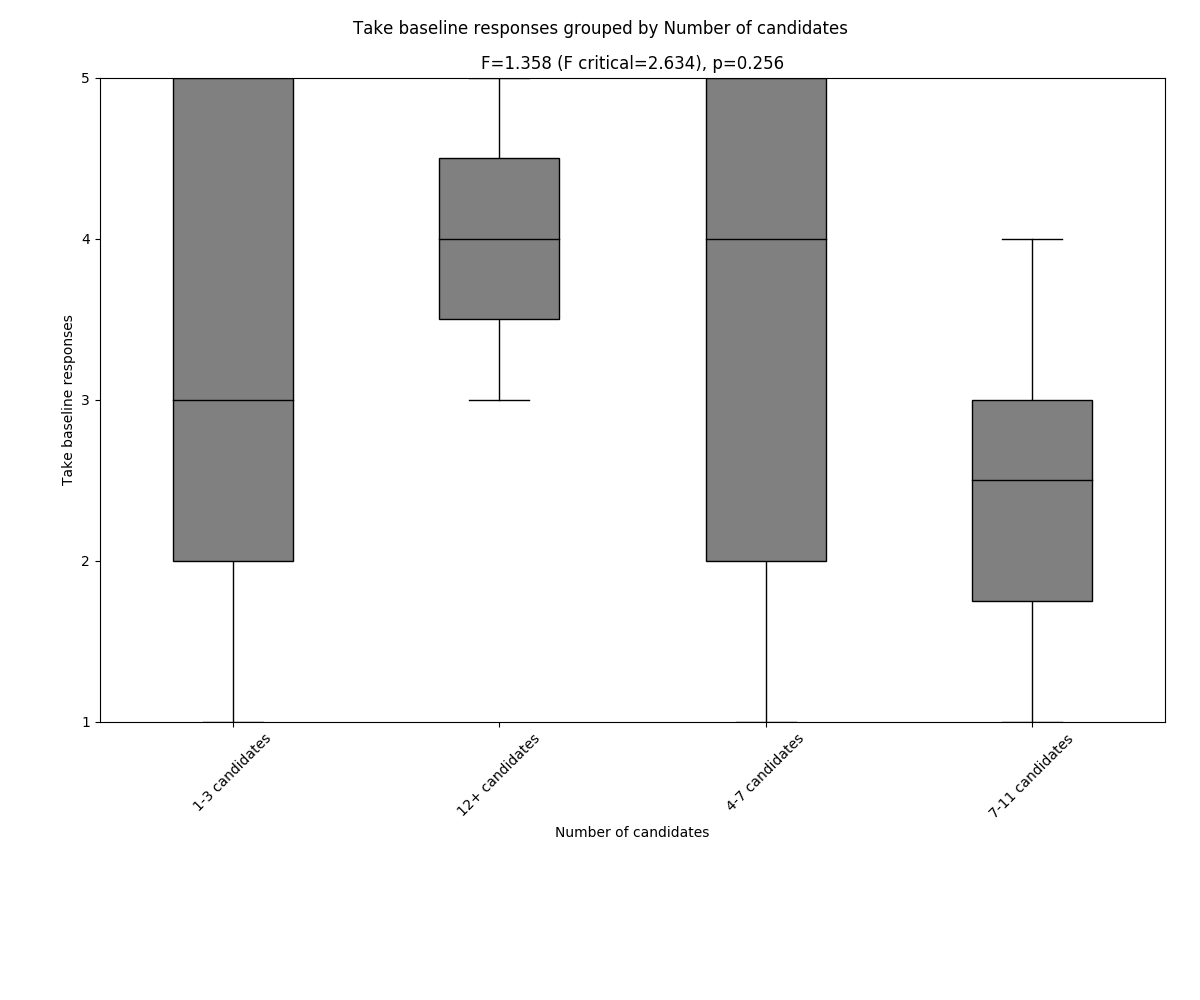 Take baseline responses grouped by Number of candidates
F=1.358 (F critical=2.634), p=0.256
5
4
3
2
1
Take baseline responses
1-3 candidates
12+ candidates
4-7 candidates
7-11 candidates
Number of candidates